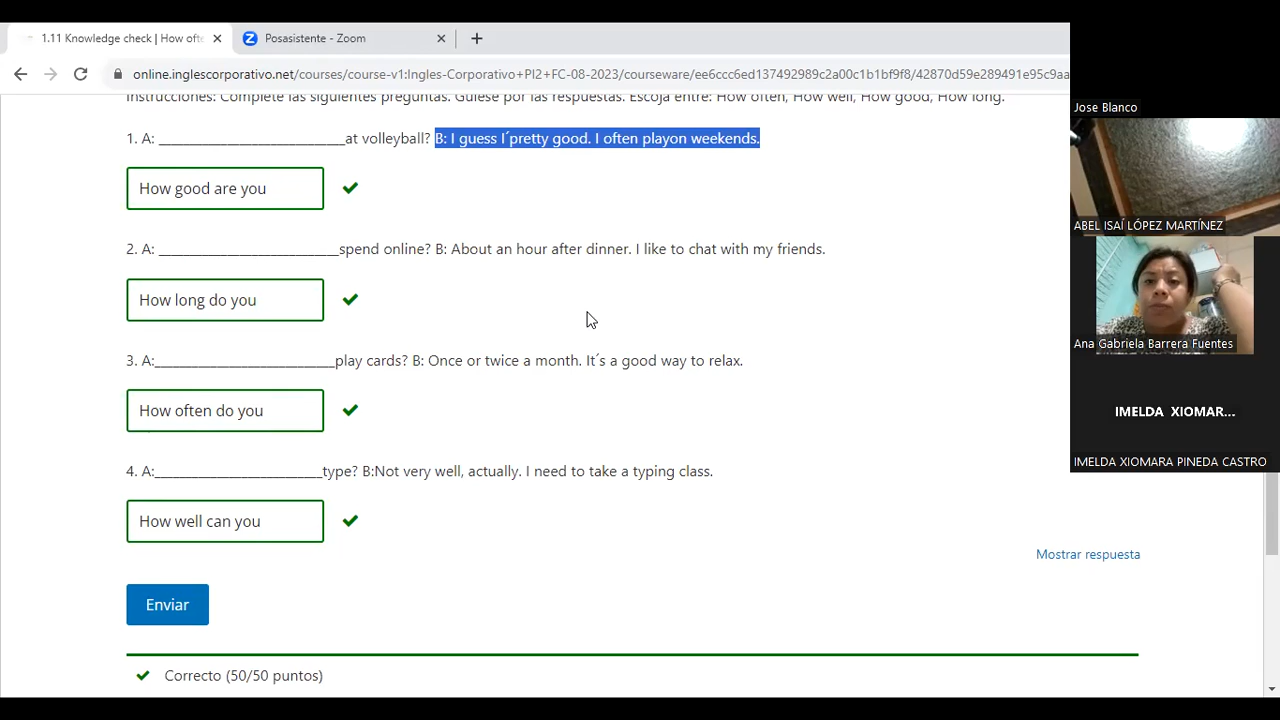 1.11 Knowledge check | How ofte
Posasistente - Zoom
online.inglescorporativo.net/courses/course-v1:Ingles-Corporativo+PI2+FC-08-2023/courseware/ee6ccc6ed137492989c2a00c1b1bf9f8/42870d59e289491e95c9aa
Instrucciones: Complete las siguientes preguntas. Guíese por las respuestas. Escoja entre: How often, How well, How good, How long.
1. A: ___________________________at volleyball? B: I guess I´pretty good. I often playon weekends.
How good are you
2. A: __________________________spend online? B: About an hour after dinner. I like to chat with my friends.
How long do you
3. A:__________________________play cards? B: Once or twice a month. It´s a good way to relax.
How often do you
4. A:________________________type? B:Not very well, actually. I need to take a typing class.
How well can you
Mostrar respuesta
Enviar
Correcto (50/50 puntos)
Jose Blanco
ABEL ISAÍ LÓPEZ MARTÍNEZ
Ana Gabriela Barrera Fuentes
IMELDA XIOMAR...
IMELDA XIOMARA PINEDA CASTRO